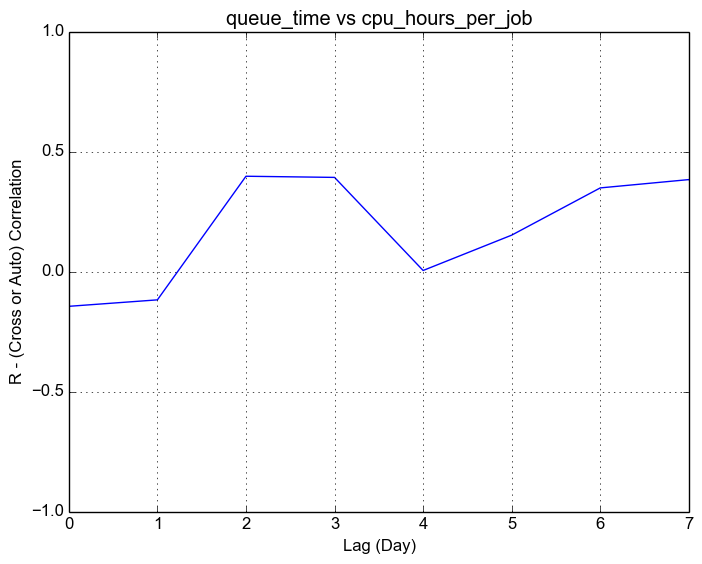 queue_time vs cpu_hours_per_job
R - (Cross or Auto) Correlation
1.0
0.5
0.0
−0.5
−1.0
0 1 2 3 4 5 6 7
Lag (Day)